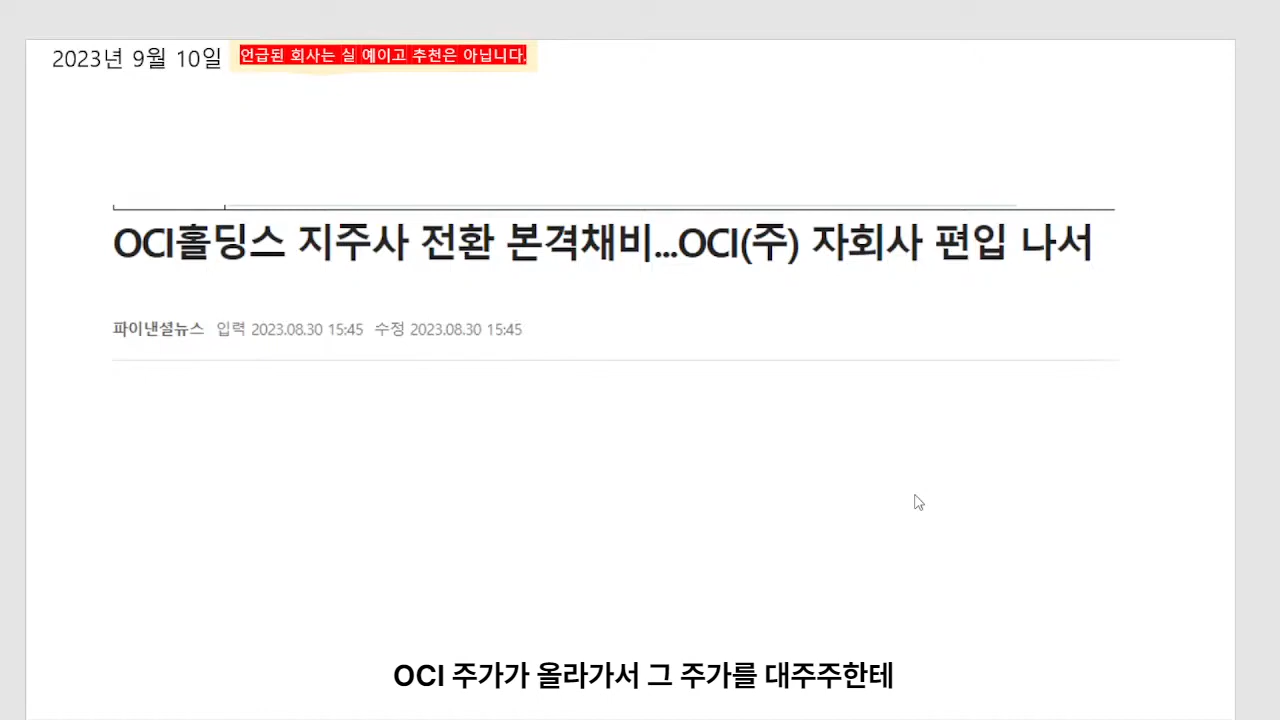 2023년 9월 10일 언급된 회사는 실 예이고 추천은 아닙니다.
OCI홀딩스 지주사 전환 본격채비...OCI(주) 자회사 편입 나서
파이낸셜뉴스 입력 2023.08.30 15:45 수정 2023.08.30 15:45
OCI 주가가 올라가서 그 주가를 대주주한테